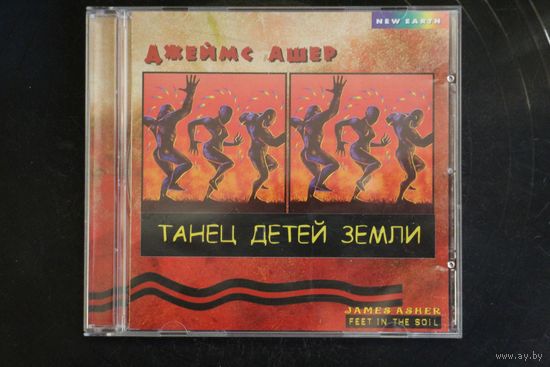 NEW EARTH
ДЖЕЙМС АШЕР
ТАНЕЦ ДЕТЕЙ ЗЕМЛИ
JAMES ASHER
FEET IN THE SOIL
www.ay.by